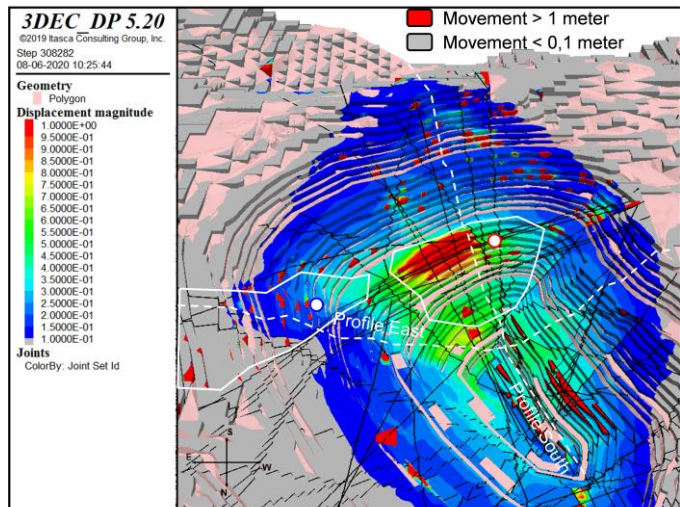 3DEC_DP 5.20
©2019 Itasca Consulting Group, Inc.
Step 308282
08-06-2020 10:25:44
Geometry
Polygon
Displacement magnitude
1.0000E+00
9.5000E-01
9.0000E-01
8.5000E-01
8.0000E-01
7.5000E-01
7.0000E-01
6.5000E-01
6.0000E-01
5.5000E-01
5.0000E-01
4.5000E-01
4.0000E-01
3.5000E-01
3.0000E-01
2.5000E-01
2.0000E-01
1.5000E-01
1.0000E-01
1.0000E-01
Joints
ColorBy: Joint Set Id
Movement > 1 meter
Movement < 0,1 meter
Profile East
Profile South
S
E
W
N